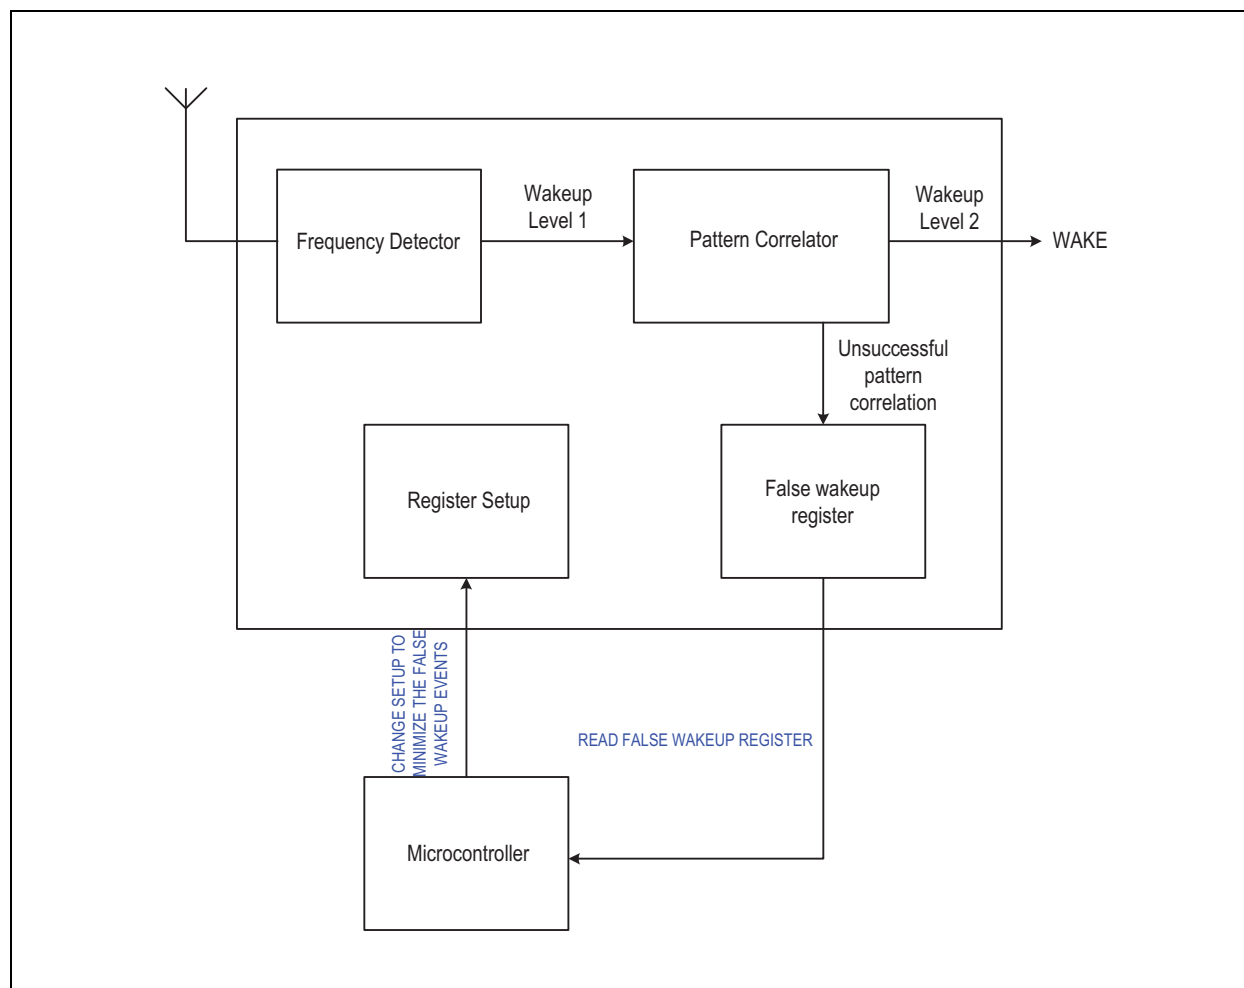 Wakeup
Level 1
Wakeup
Level 2
Frequency Detector
Pattern Correlator
WAKE
Unsuccessful
pattern
correlation
Register Setup
False wakeup
register
CHANGE SETUP TO
MINIMIZE THE FALSE
WAKEUP EVENTS
READ FALSE WAKEUP REGISTER
Microcontroller